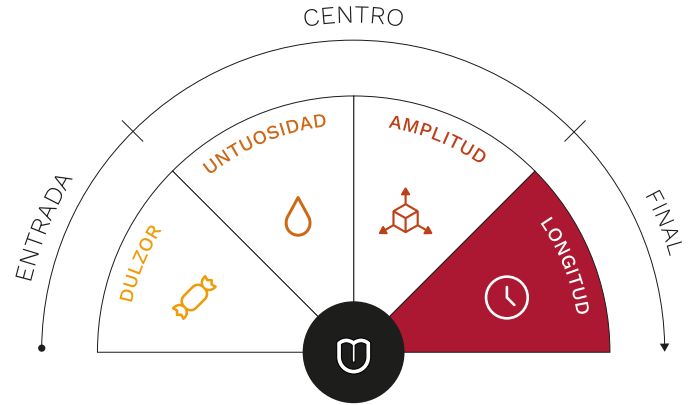 CENTRO
ENTRADA
FINAL
DULZOR
UNTUOSIDAD
AMPLITUD
LONGITUD